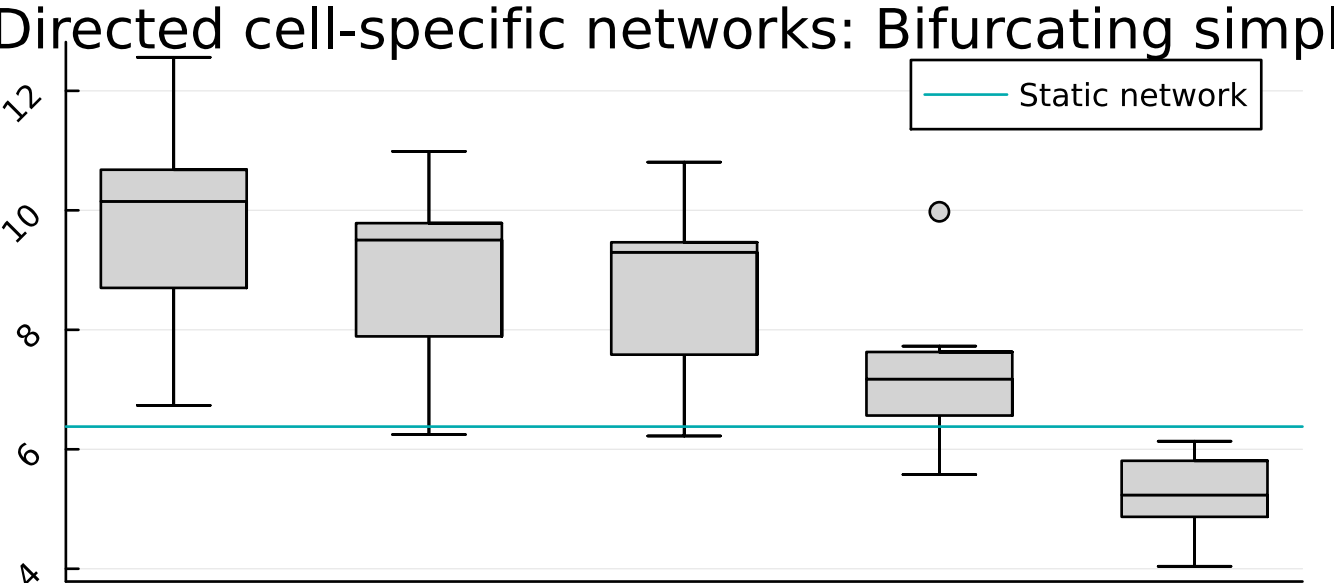 Directed cell-specific networks: Bifurcating simpl
Static network
12
10
8
6
4